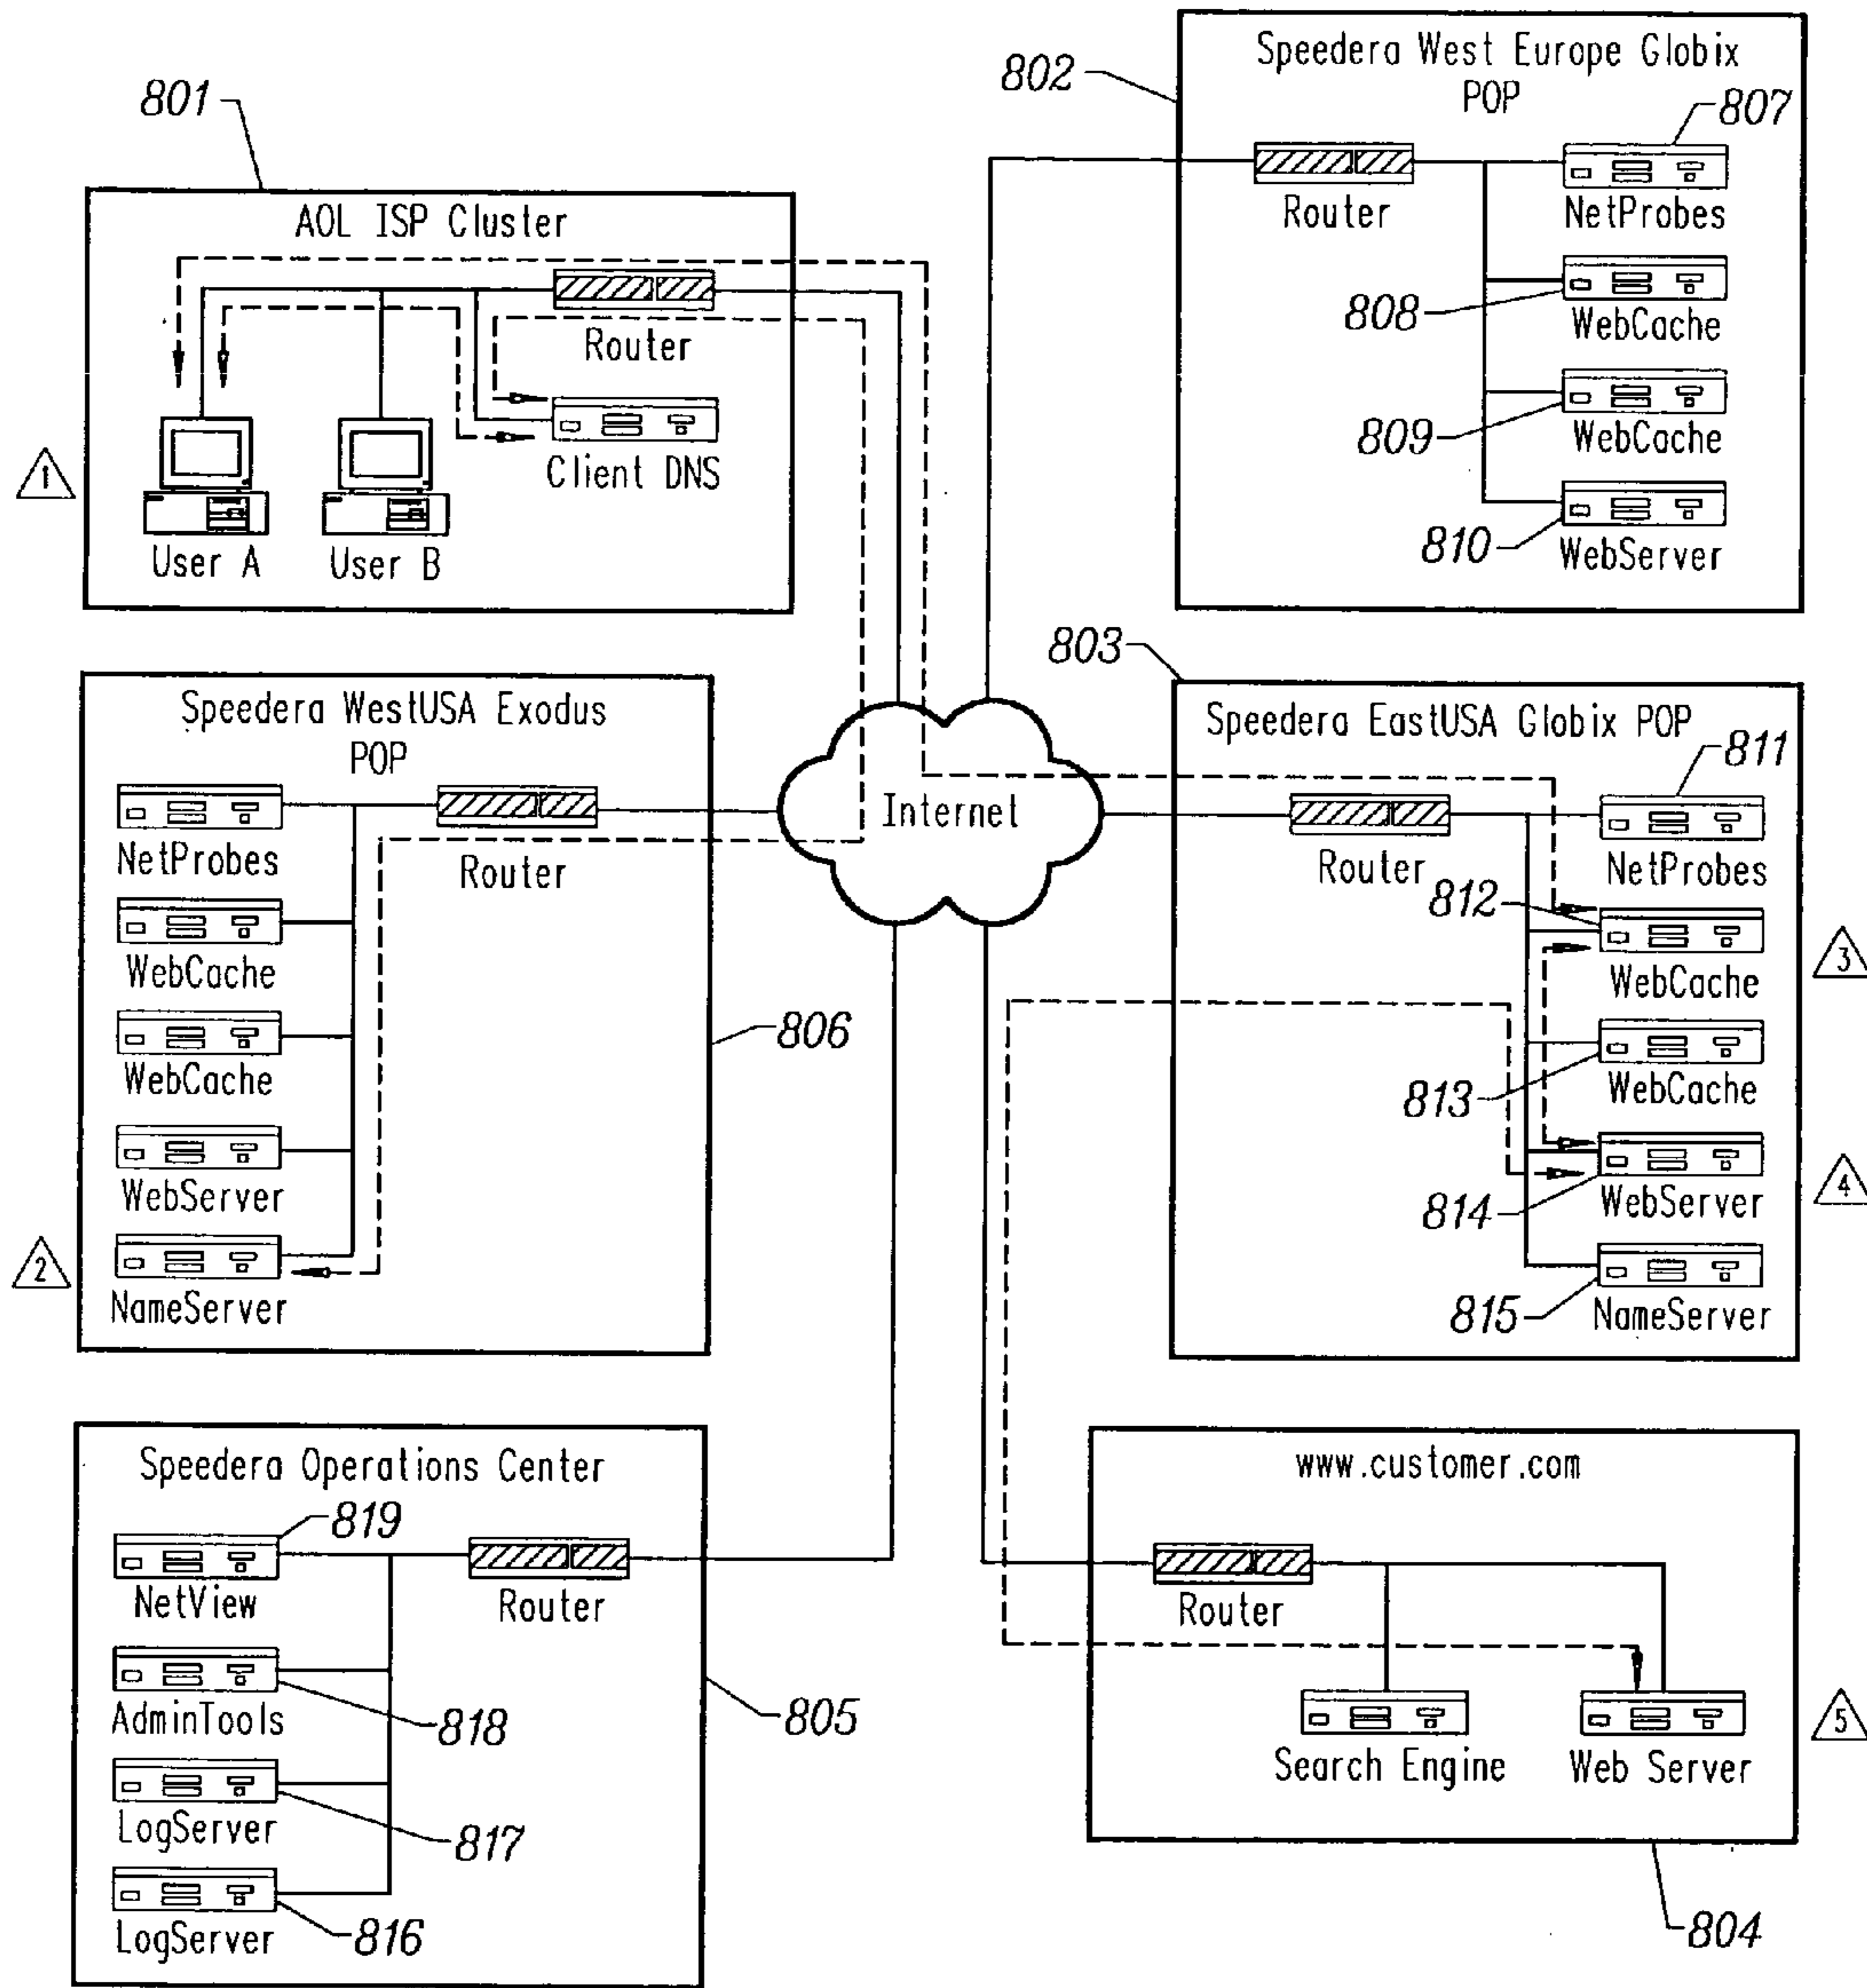 801
AOL ISP Cluster
Router
Client DNS
1
User A
User B
802
Speedera West Europe Globix
POP
807
Router
NetProbes
808
WebCache
809
WebCache
810
WebServer
Speedera WestUSA Exodus
POP
NetProbes
Router
WebCache
806
WebCache
WebServer
2
NameServer
Internet
803
Speedera EastUSA Globix POP
811
Router
NetProbes
812
WebCache
3
813
WebCache
814
WebServer
4
815
NameServer
Speedera Operations Center
819
NetView
Router
AdminTools
818
805
LogServer
817
LogServer
816
www.customer.com
Router
Search Engine
Web Server
5
804